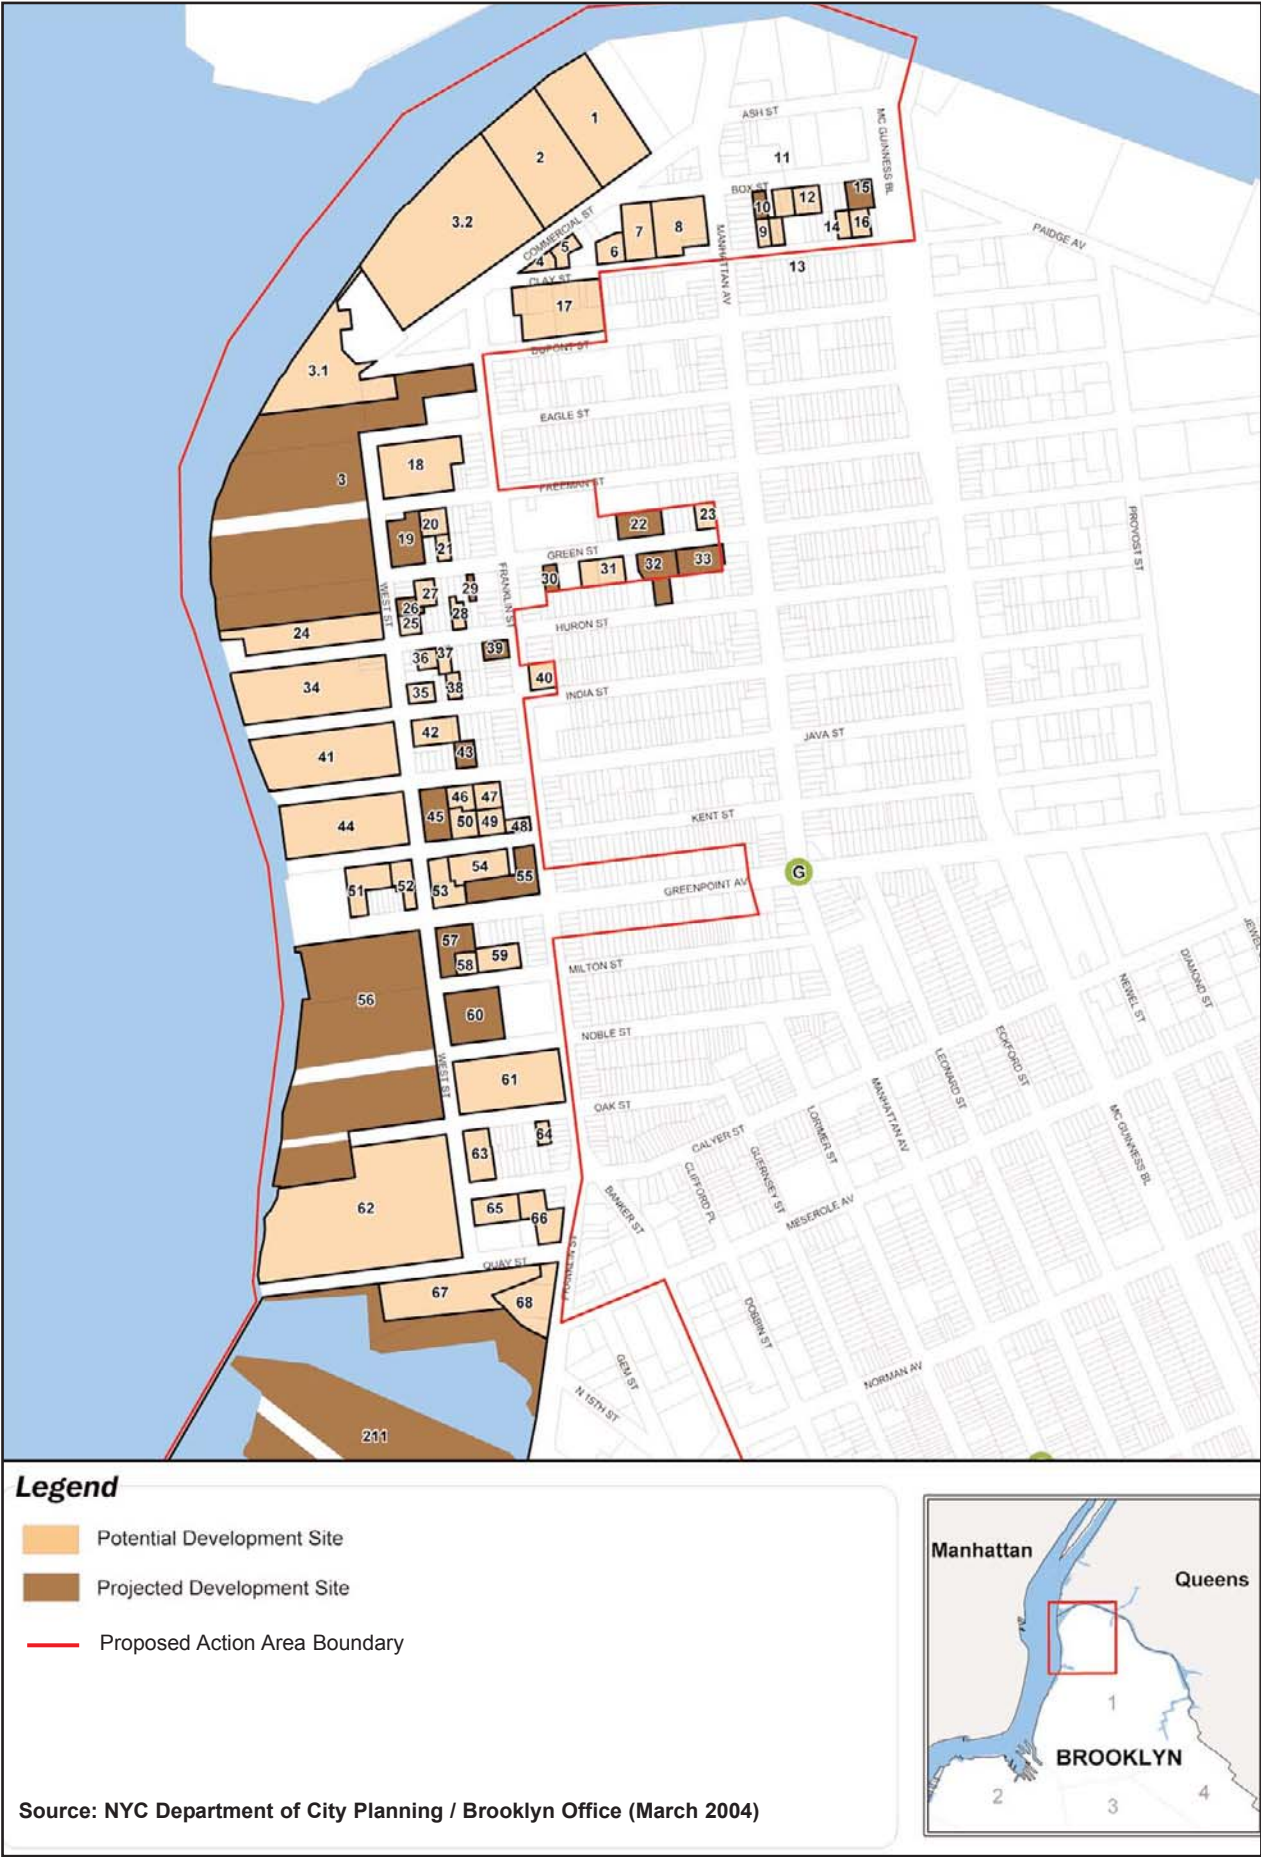 1
ASH ST
MC GUINNESS BL
2
11
BOX ST
15
10
12
3.2
COMMERCIAL ST
7
8
9
14
16
5
6
4
MANHATTAN AV
PAIDGE AV
13
CLAY ST
17
DUPONT ST
3.1
EAGLE ST
18
3
FREEMAN ST
20
22
23
PROVOST ST
19
21
GREEN ST
33
31
32
30
FRANKLIN ST
29
27
WEST ST
26
28
25
HURON ST
24
39
37
36
40
34
35
38
INDIA ST
42
JAVA ST
43
41
46
47
45
50
49
48
KENT ST
44
54
G
55
51
52
53
GREENPOINT AV
57
59
58
MILTON ST
JEWEL
DIAMOND ST
NEWEL ST
56
60
NOBLE ST
ECKFORD ST
LEONARD ST
WEST ST
61
MANHATTAN AV
OAK ST
LORIMER ST
64
CALYER ST
MC GUINNESS BL
63
GUERNSEY ST
CLIFFORD PL
62
65
66
BANKER ST
MESEROLE AV
QUAY ST
FRANKLIN ST
67
68
DOBBIN ST
GEM ST
NORMAN AV
N 15TH ST
211
Legend
Potential Development Site
Projected Development Site
Proposed Action Area Boundary
Source: NYC Department of City Planning / Brooklyn Office (March 2004)
Manhattan
Queens
1
BROOKLYN
2
3
4